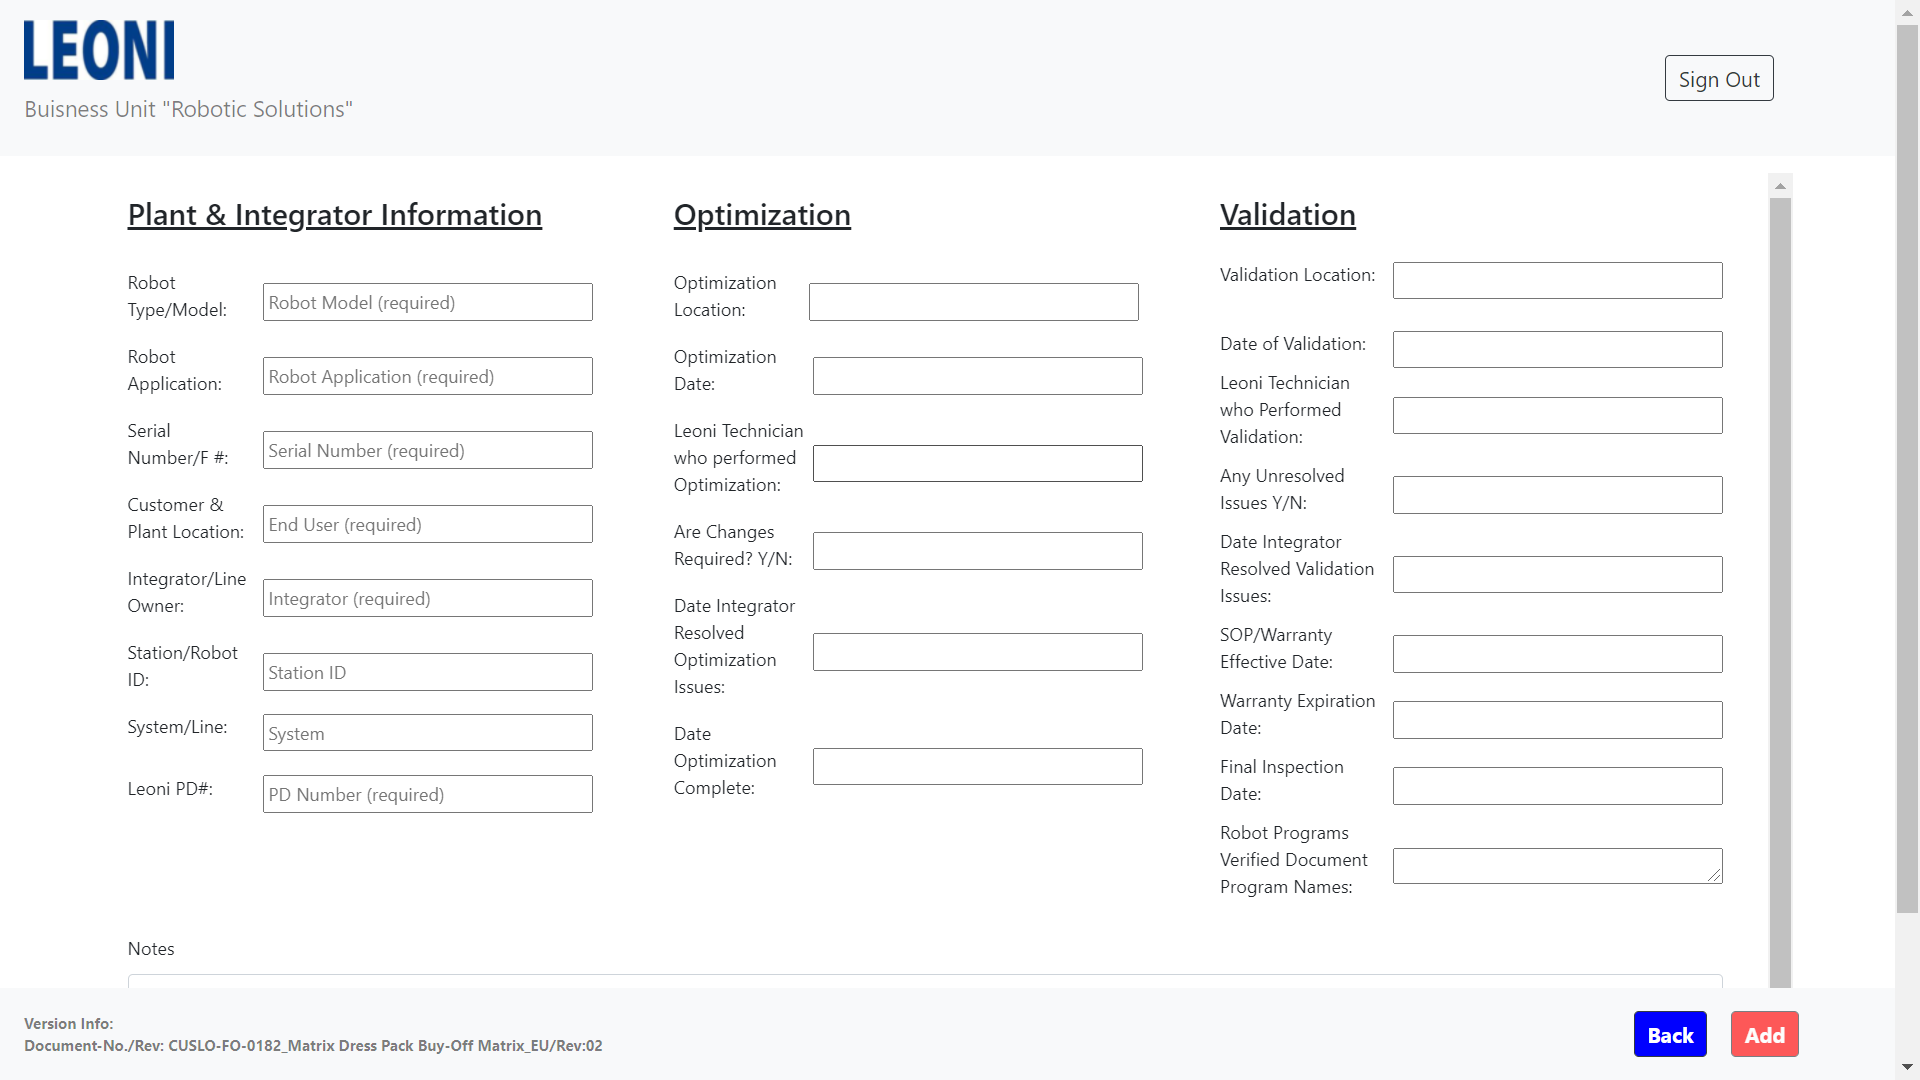 LEONI
Buisness Unit "Robotic Solutions"
Sign Out
Plant & Integrator Information
Robot
Type/Model:
Robot Model (required)
Robot
Application:
Robot Application (required)
Serial
Number/F #:
Serial Number (required)
Customer &
Plant Location:
End User (required)
Integrator/Line
Owner:
Integrator (required)
Station/Robot
ID:
Station ID
System/Line:
System
Leoni PD#:
PD Number (required)
Optimization
Optimization
Location:
Optimization
Date:
Leoni Technician
who performed
Optimization:
Are Changes
Required? Y/N:
Date Integrator
Resolved
Optimization
Issues:
Date
Optimization
Complete:
Validation
Validation Location:
Date of Validation:
Leoni Technician
who Performed
Validation:
Any Unresolved
Issues Y/N:
Date Integrator
Resolved Validation
Issues:
SOP/Warranty
Effective Date:
Warranty Expiration
Date:
Final Inspection
Date:
Robot Programs
Verified Document
Program Names:
Notes
Version Info:
Document-No./Rev: CUSLO-FO-0182_Matrix Dress Pack Buy-Off Matrix_EU/Rev:02
Back
Add